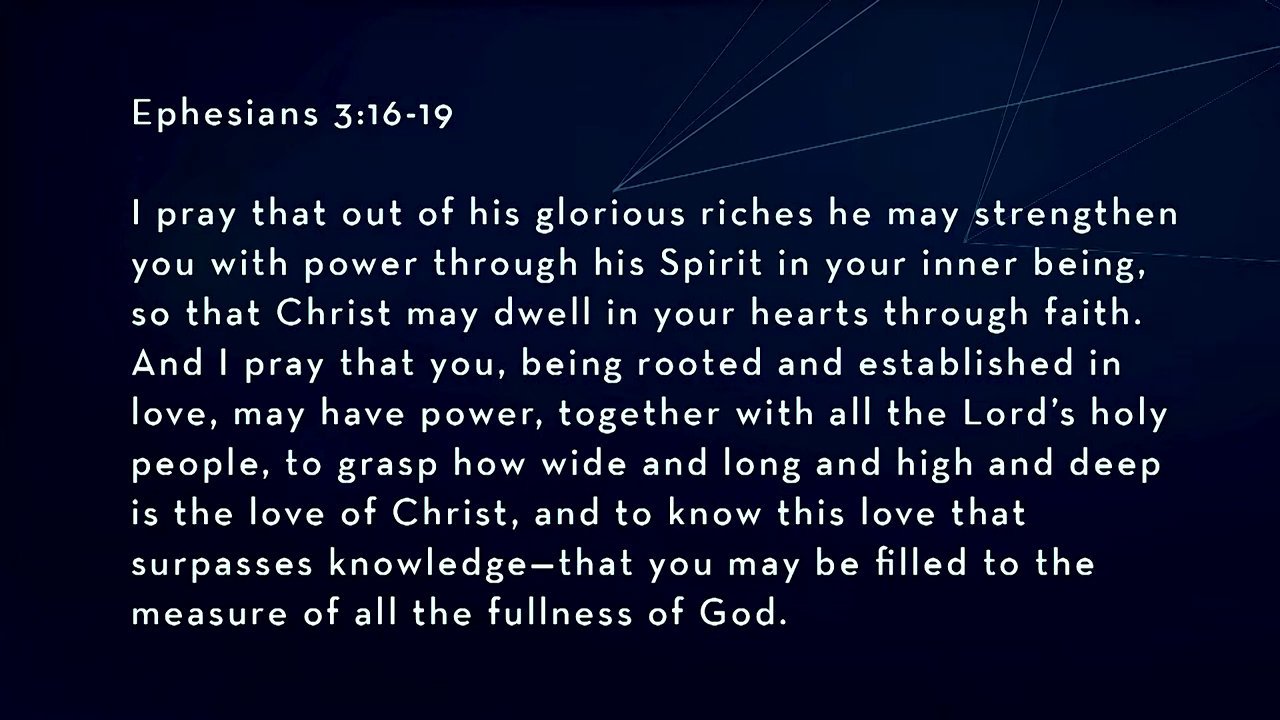 Ephesians 3:16-19
I pray that out of his glorious riches he may strengthen
you with power through his Spirit in your inner being,
so that Christ may dwell in your hearts through faith.
And I pray that you, being rooted and established in
love, may have power, together with all the Lord’s holy
people, to grasp how wide and long and high and deep
is the love of Christ, and to know this love that
surpasses knowledge—that you may be filled to the
measure of all the fullness of God.